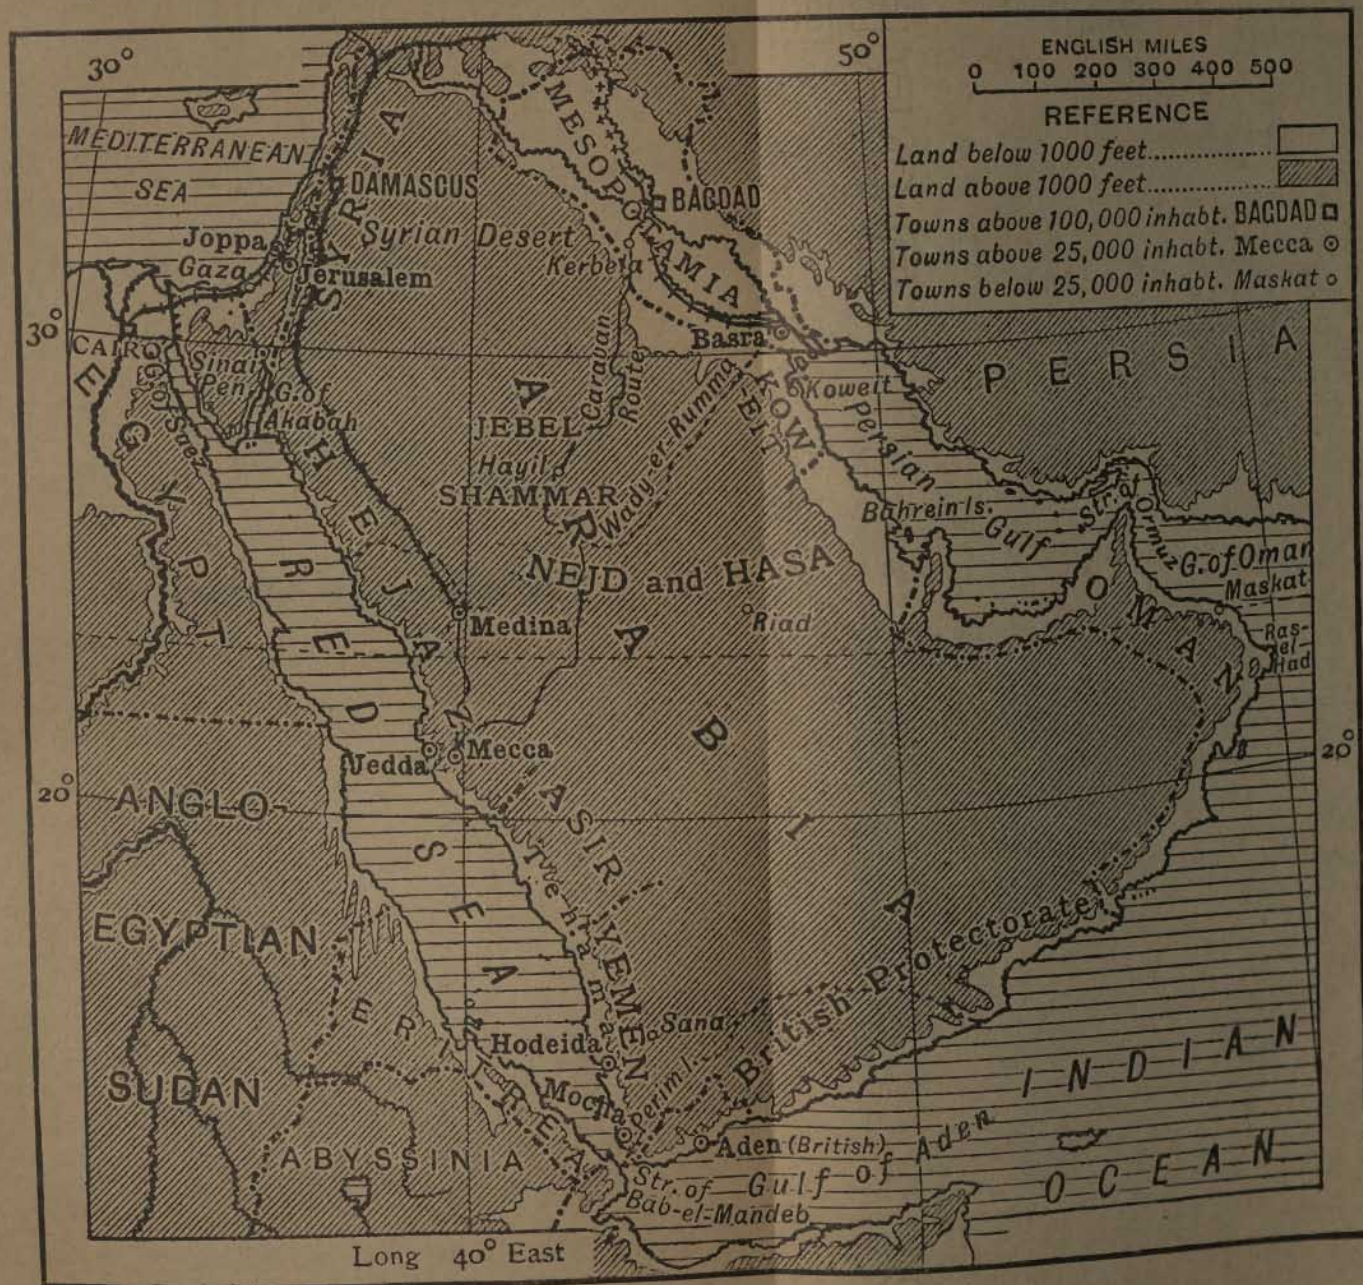 ENGLISH MILES
0 100 200 300 400 500
REFERENCE
Land below 1000 feet
Land above 1000 feet
Towns above 100,000 inhabt. BAGDAD
Towns above 25,000 inhabt. Mecca
Towns below 25,000 inhabt. Maskat
30°
50°
MEDITERRANEAN
SEA
SYRIA
MESOPOTAMIA
DAMASCUS
BAGDAD
Syrian Desert
Joppa
Gaza
Jerusalem
Kerbela
30°
CAIRO
Basra
Sinai
Pen.
G. of Suez
G. of
Akabah
EGYPT
Caravan
Route
JEBEL
Hayil
SHAMMAR
Wady-er-Rumma
KOW
EIT
Koweit
PERSIA
Persian
Gulf
Bahrein Is.
Str. of Ormuz
G. of Oman
Maskat
OMAN
Ras-
el-
Had
HEJAZ
NEJD and HASA
Riad
Medina
ARABIA
RED SEA
Jedda
Mecca
20°
20°
ANGLO-
EGYPTIAN
SUDAN
ASIR
Tehama
YEMEN
Sana
Hodeida
British Protectorate
ERITREA
Mocha
Perim I.
Aden (British)
ABYSSINIA
Str. of
Bab-el-Mandeb
Gulf of Aden
INDIAN
OCEAN
Long 40° East